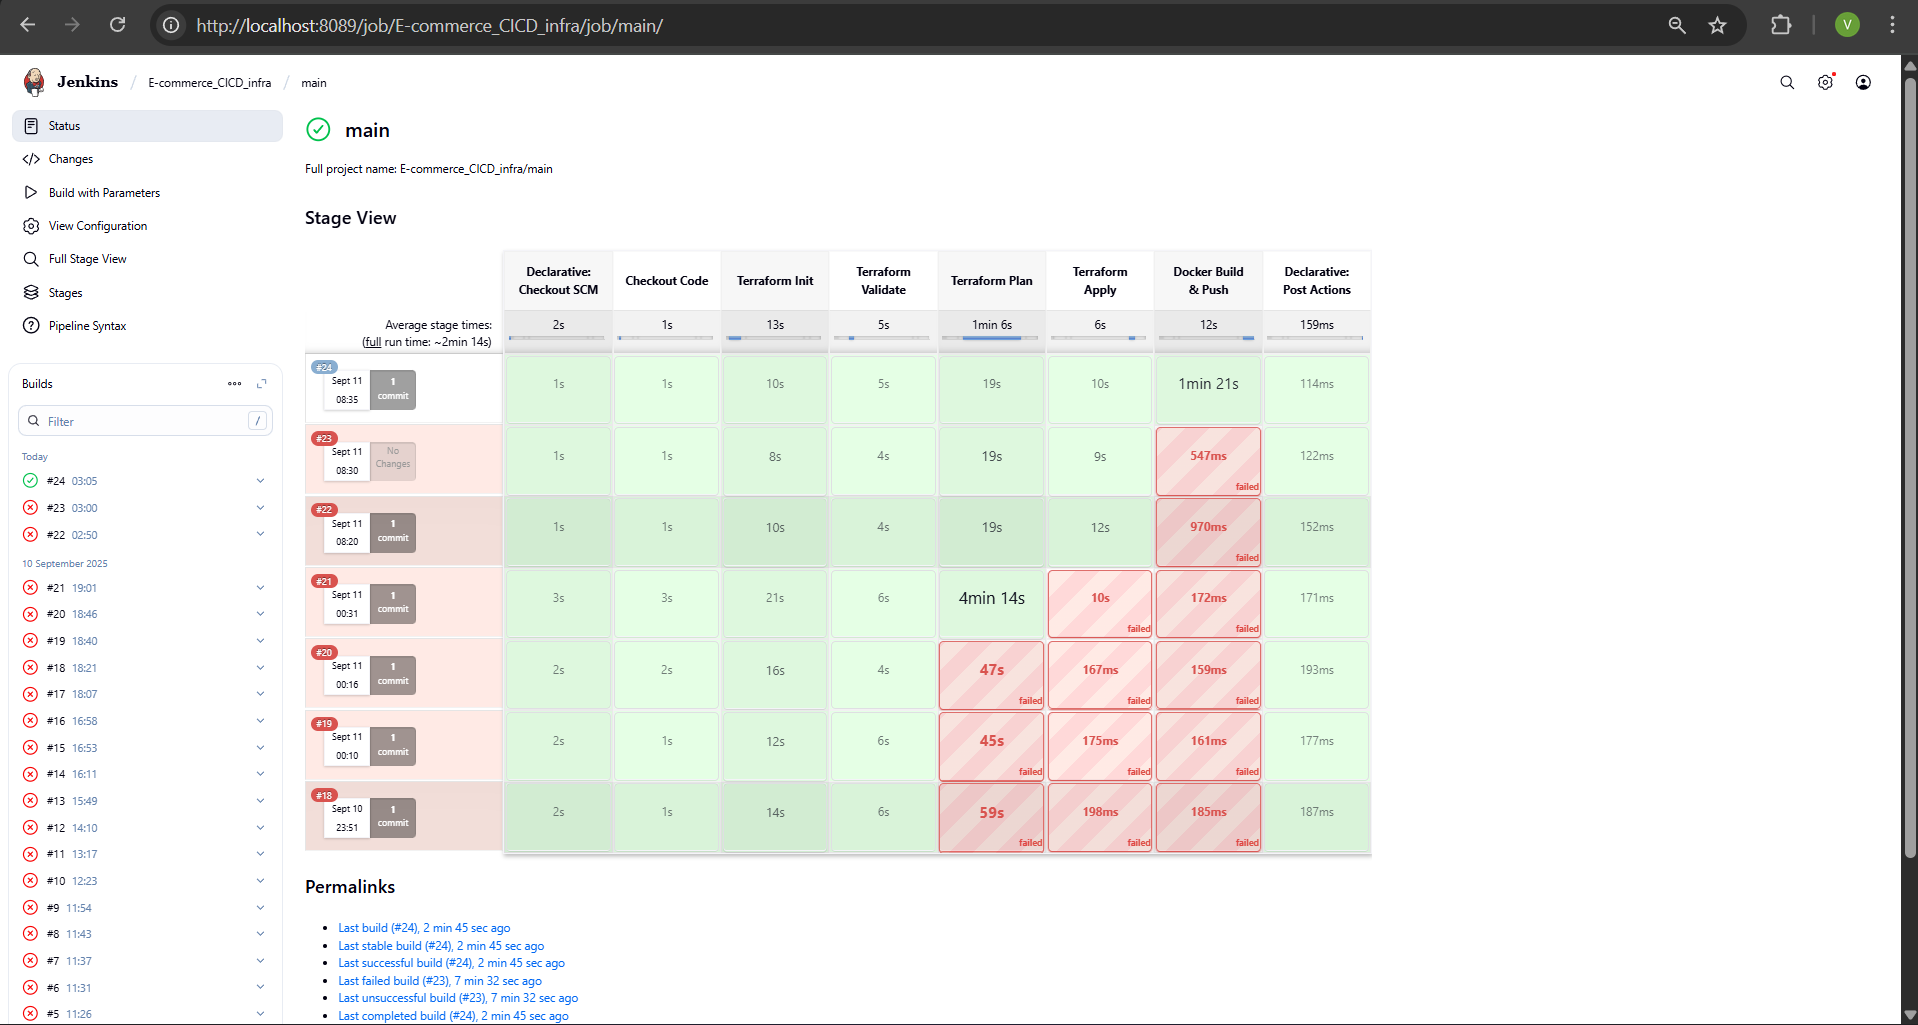 http://localhost:8089/job/E-commerce_CICD_infra/job/main/
V
Jenkins / E-commerce_CICD_infra / main
Status
Changes
Build with Parameters
View Configuration
Full Stage View
Stages
Pipeline Syntax
Builds
Filter /
Today
#24 03:05
#23 03:00
#22 02:50
10 September 2025
#21 19:01
#20 18:46
#19 18:40
#18 18:21
#17 18:07
#16 16:58
#15 16:53
#14 16:11
#13 15:49
#12 14:10
#11 13:17
#10 12:23
#9 11:54
#8 11:43
#7 11:37
#6 11:31
#5 11:26
main
Full project name: E-commerce_CICD_infra/main
Stage View
Declarative: Checkout SCM
Checkout Code
Terraform Init
Terraform Validate
Terraform Plan
Terraform Apply
Docker Build & Push
Declarative: Post Actions
Average stage times:
(full run time: ~2min 14s)
2s 1s 13s 5s 1min 6s 6s 12s 159ms
#24
Sept 11 08:35
1 commit
1s 1s 10s 5s 19s 10s 1min 21s 114ms
#23
Sept 11 08:30
No Changes
1s 1s 8s 4s 19s 9s 547ms failed 122ms
#22
Sept 11 08:20
1 commit
1s 1s 10s 4s 19s 12s 970ms failed 152ms
#21
Sept 11 00:31
1 commit
3s 3s 21s 6s 4min 14s 10s failed 172ms failed 171ms
#20
Sept 11 00:16
1 commit
2s 2s 16s 4s 47s failed 167ms failed 159ms failed 193ms
#19
Sept 11 00:10
1 commit
2s 1s 12s 6s 45s failed 175ms failed 161ms failed 177ms
#18
Sept 10 23:51
1 commit
2s 1s 14s 6s 59s failed 198ms failed 185ms failed 187ms
Permalinks
Last build (#24), 2 min 45 sec ago
Last stable build (#24), 2 min 45 sec ago
Last successful build (#24), 2 min 45 sec ago
Last failed build (#23), 7 min 32 sec ago
Last unsuccessful build (#23), 7 min 32 sec ago
Last completed build (#24), 2 min 45 sec ago